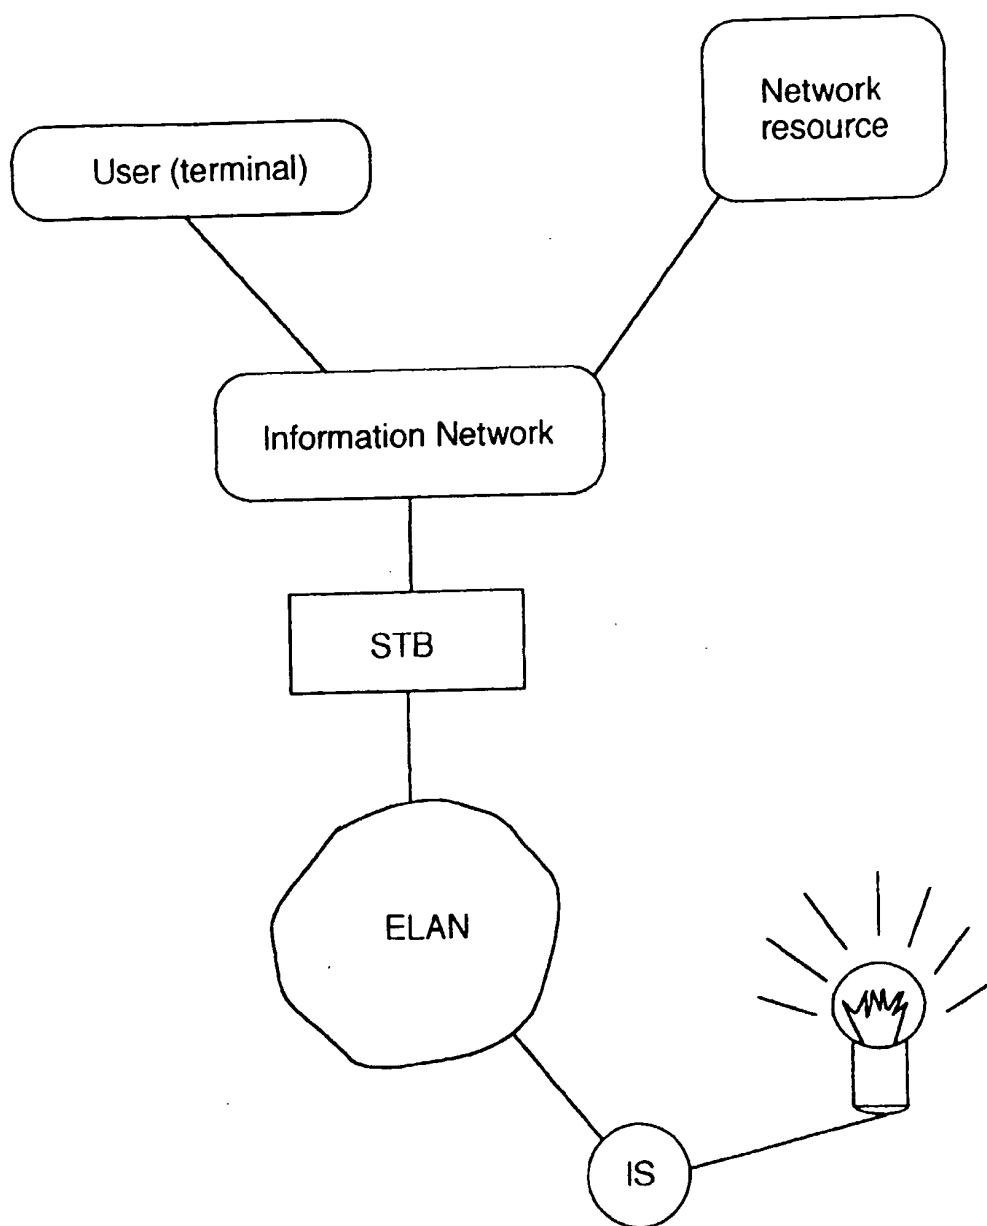 Network
resource
User (terminal)
Information Network
STB
ELAN
IS